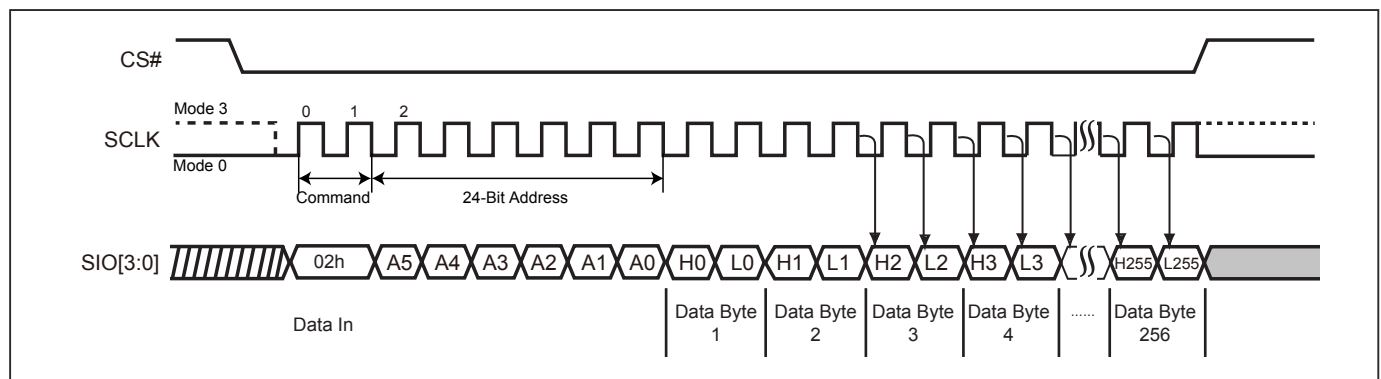 CS#
Mode 3
0 1 2
SCLK
Mode 0
Command
24-Bit Address
SIO[3:0]
02h A5 A4 A3 A2 A1 A0 H0 L0 H1 L1 H2 L2 H3 L3 H255 L255
Data In
Data Byte 1
Data Byte 2
Data Byte 3
Data Byte 4
......
Data Byte 256